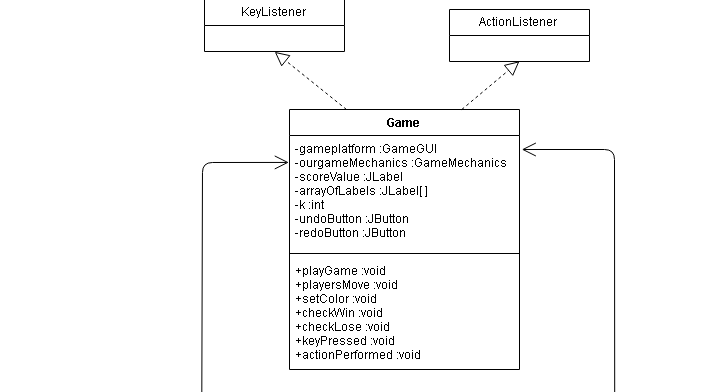 KeyListener
ActionListener
Game
-gameplatform :GameGUI
-ourgameMechanics :GameMechanics
-scoreValue :JLabel
-arrayOfLabels :JLabel[]
-k :int
-undoButton :JButton
-redoButton :JButton
+playGame :void
+playersMove :void
+setColor :void
+checkWin :void
+checkLose :void
+keyPressed :void
+actionPerformed :void